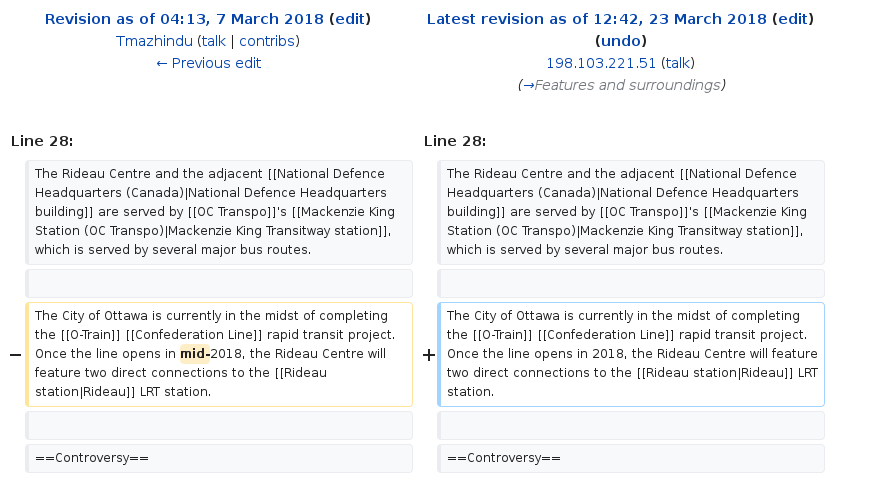 Revision as of 04:13, 7 March 2018 (edit)
Tmazhindu (talk | contribs)
← Previous edit
Latest revision as of 12:42, 23 March 2018 (edit)
(undo)
198.103.221.51 (talk)
(→Features and surroundings)
Line 28:
Line 28:
The Rideau Centre and the adjacent [[National Defence
Headquarters (Canada)|National Defence Headquarters
building]] are served by [[OC Transpo]]'s [[Mackenzie King
Station (OC Transpo)|Mackenzie King Transitway station]],
which is served by several major bus routes.
The Rideau Centre and the adjacent [[National Defence
Headquarters (Canada)|National Defence Headquarters
building]] are served by [[OC Transpo]]'s [[Mackenzie King
Station (OC Transpo)|Mackenzie King Transitway station]],
which is served by several major bus routes.
The City of Ottawa is currently in the midst of completing
the [[O-Train]] [[Confederation Line]] rapid transit project.
− Once the line opens in mid-2018, the Rideau Centre will
feature two direct connections to the [[Rideau
station|Rideau]] LRT station.
The City of Ottawa is currently in the midst of completing
the [[O-Train]] [[Confederation Line]] rapid transit project.
+ Once the line opens in 2018, the Rideau Centre will feature
two direct connections to the [[Rideau station|Rideau]] LRT
station.
==Controversy==
==Controversy==